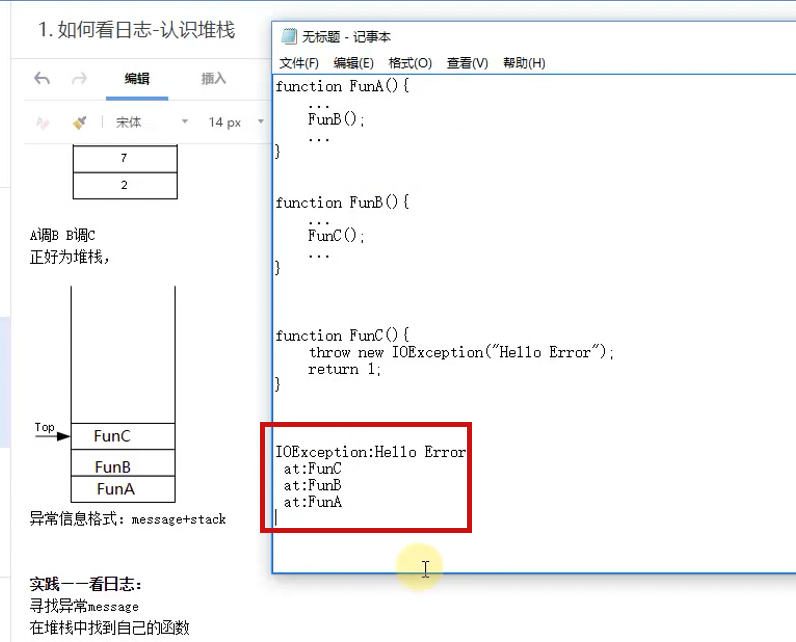 1. 如何看日志-认识堆栈
编辑
插入
宋体
14 px
7
2
A调B B调C
正好为堆栈，
Top
FunC
FunB
FunA
异常信息格式：message+stack
实践——看日志：
寻找异常message
在堆栈中找到自己的函数
无标题 - 记事本
文件(F) 编辑(E) 格式(O) 查看(V) 帮助(H)
function FunA(){
...
FunB();
...
}
function FunB(){
...
FunC();
...
}
function FunC(){
throw new IOException("Hello Error");
return 1;
}
IOException:Hello Error
at:FunC
at:FunB
at:FunA